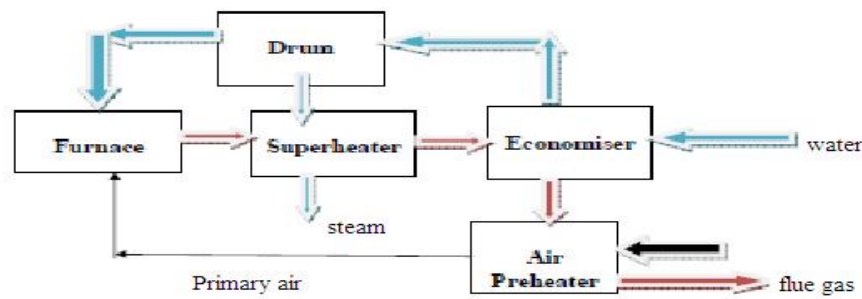 Drum
Furnace
Superheater
Economiser
water
steam
Air
Preheater
Primary air
flue gas